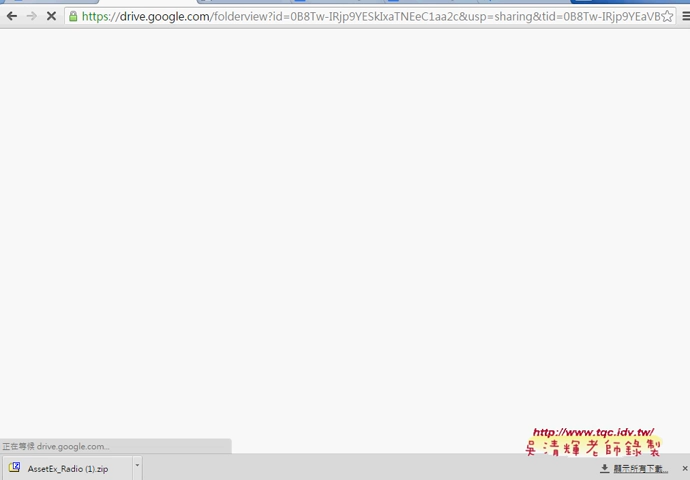 https://drive.google.com/folderview?id=0B8Tw-IRjp9YESkIxaTNEeC1aa2c&usp=sharing&tid=0B8Tw-IRjp9YEaVB
http://www.tqc.idv.tw/
吳清輝老師錄製
正在等候 drive.google.com...
AssetEx_Radio (1).zip
顯示所有下載...